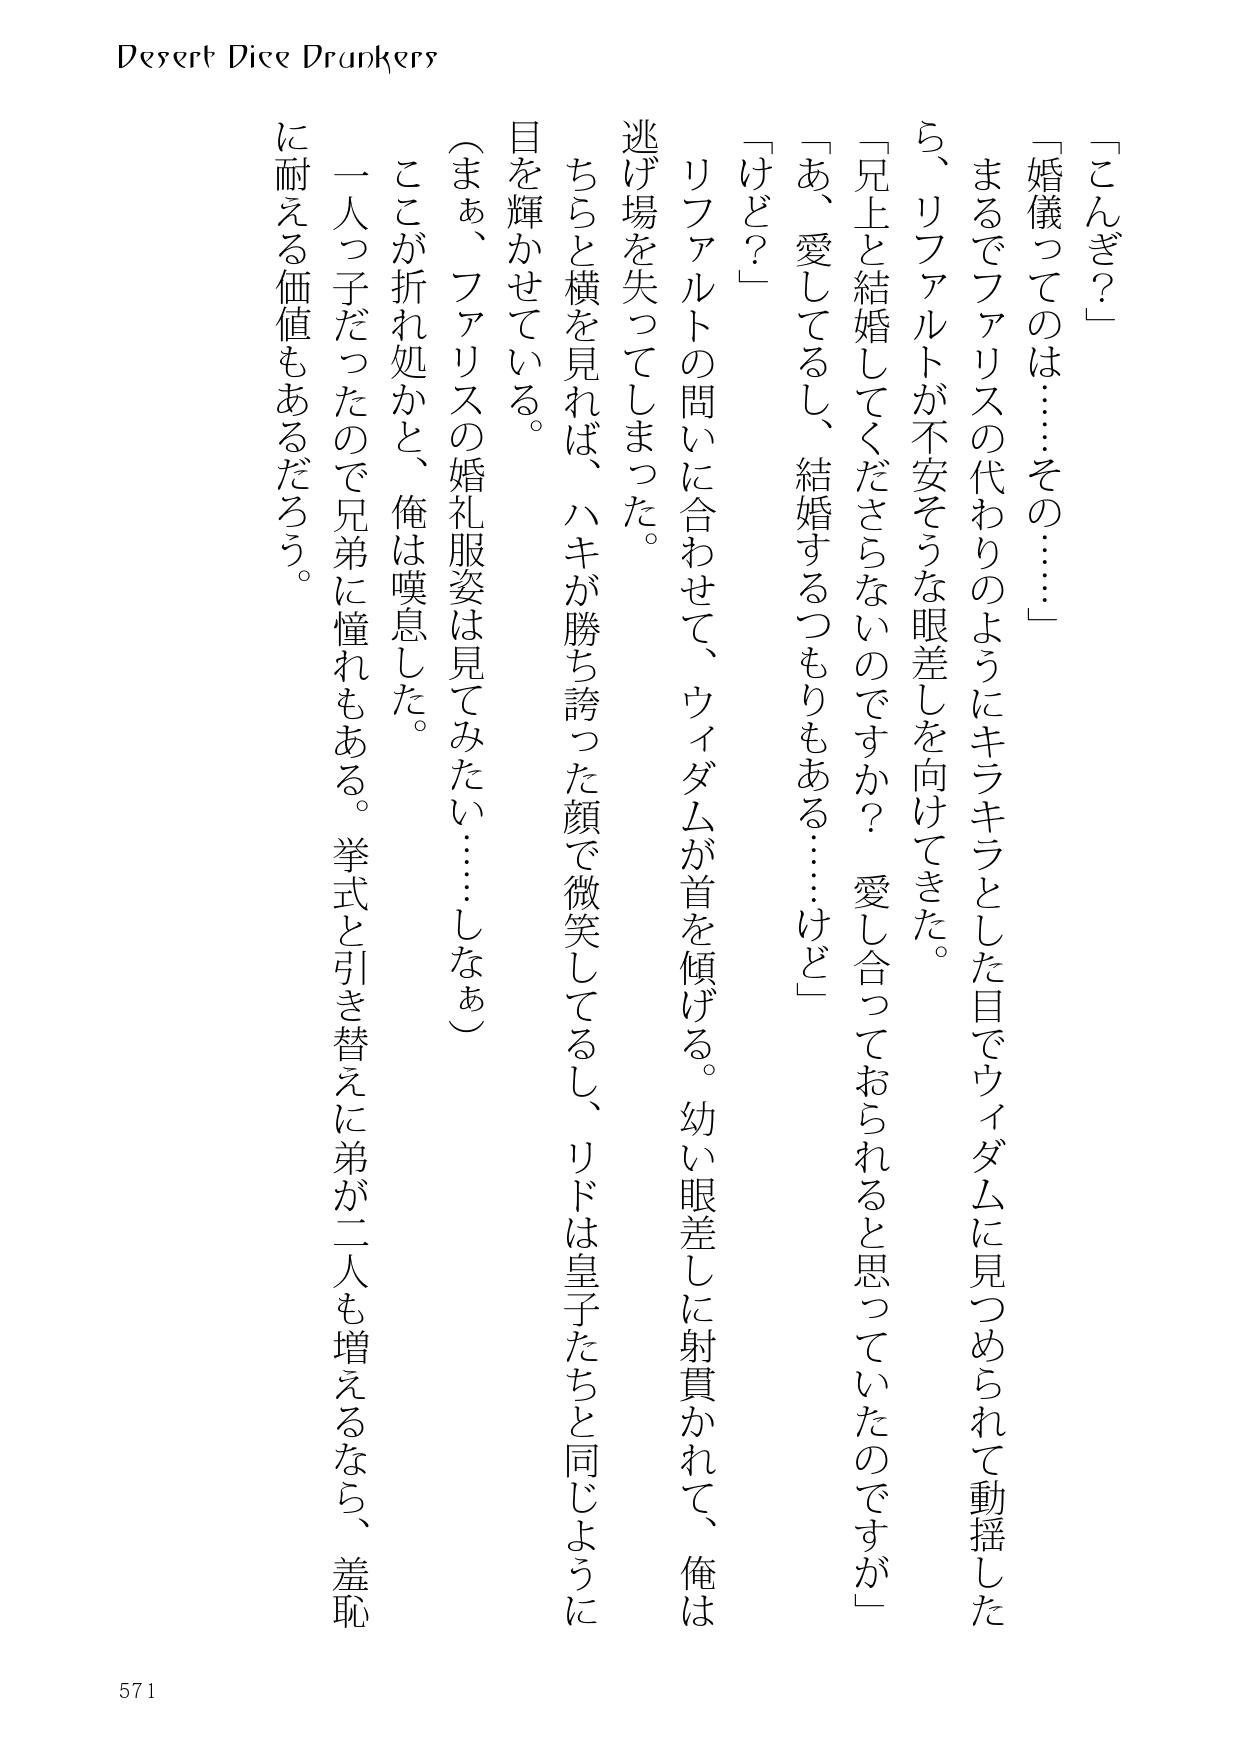 Desert Dice Drunkers
「こんぎ？」
「婚儀ってのは……その……」
　まるでファリスの代わりのようにキラキラとした目でウィダムに見つめられて動揺した
ら、リファルトが不安そうな眼差しを向けてきた。
「兄上と結婚してくださらないのですか？　愛し合っておられると思っていたのですが」
「あ、愛してるし、結婚するつもりもある……けど」
「けど？」
　リファルトの問いに合わせて、ウィダムが首を傾げる。幼い眼差しに射貫かれて、俺は
逃げ場を失ってしまった。
　ちらと横を見れば、ハキが勝ち誇った顔で微笑してるし、リドは皇子たちと同じように
目を輝かせている。
（まぁ、ファリスの婚礼服姿は見てみたい……しなぁ）
　ここが折れ処かと、俺は嘆息した。
　一人っ子だったので兄弟に憧れもある。挙式と引き替えに弟が二人も増えるなら、羞恥
に耐える価値もあるだろう。
571